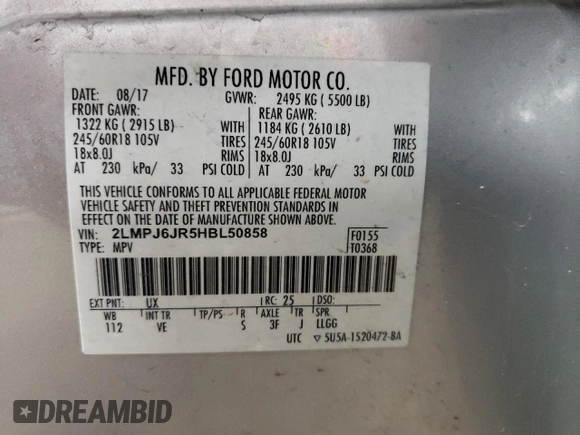 MFD. BY FORD MOTOR CO.
DATE: 08/17 GVWR: 2495 KG ( 5500 LB)
FRONT GAWR: REAR GAWR:
1322 KG ( 2915 LB) WITH 1184 KG ( 2610 LB) WITH
245/60R18 105V TIRES 245/60R18 105V TIRES
18x8.0J RIMS 18x8.0J RIMS
AT 230 kPa/ 33 PSI COLD AT 230 kPa/ 33 PSI COLD
THIS VEHICLE CONFORMS TO ALL APPLICABLE FEDERAL MOTOR
VEHICLE SAFETY AND THEFT PREVENTION STANDARDS IN
EFFECT ON THE DATE OF MANUFACTURE SHOWN ABOVE.
VIN: 2LMPJ6JR5HBL50858 F0155
TYPE: MPV T0368
EXT PNT: UX RC: 25 DSO:
WB INT TR TP/PS R AXLE TR SPR
112 VE S 3F J LLGG
UTC ▽ 5U5A-1520472-BA
DREAMBID